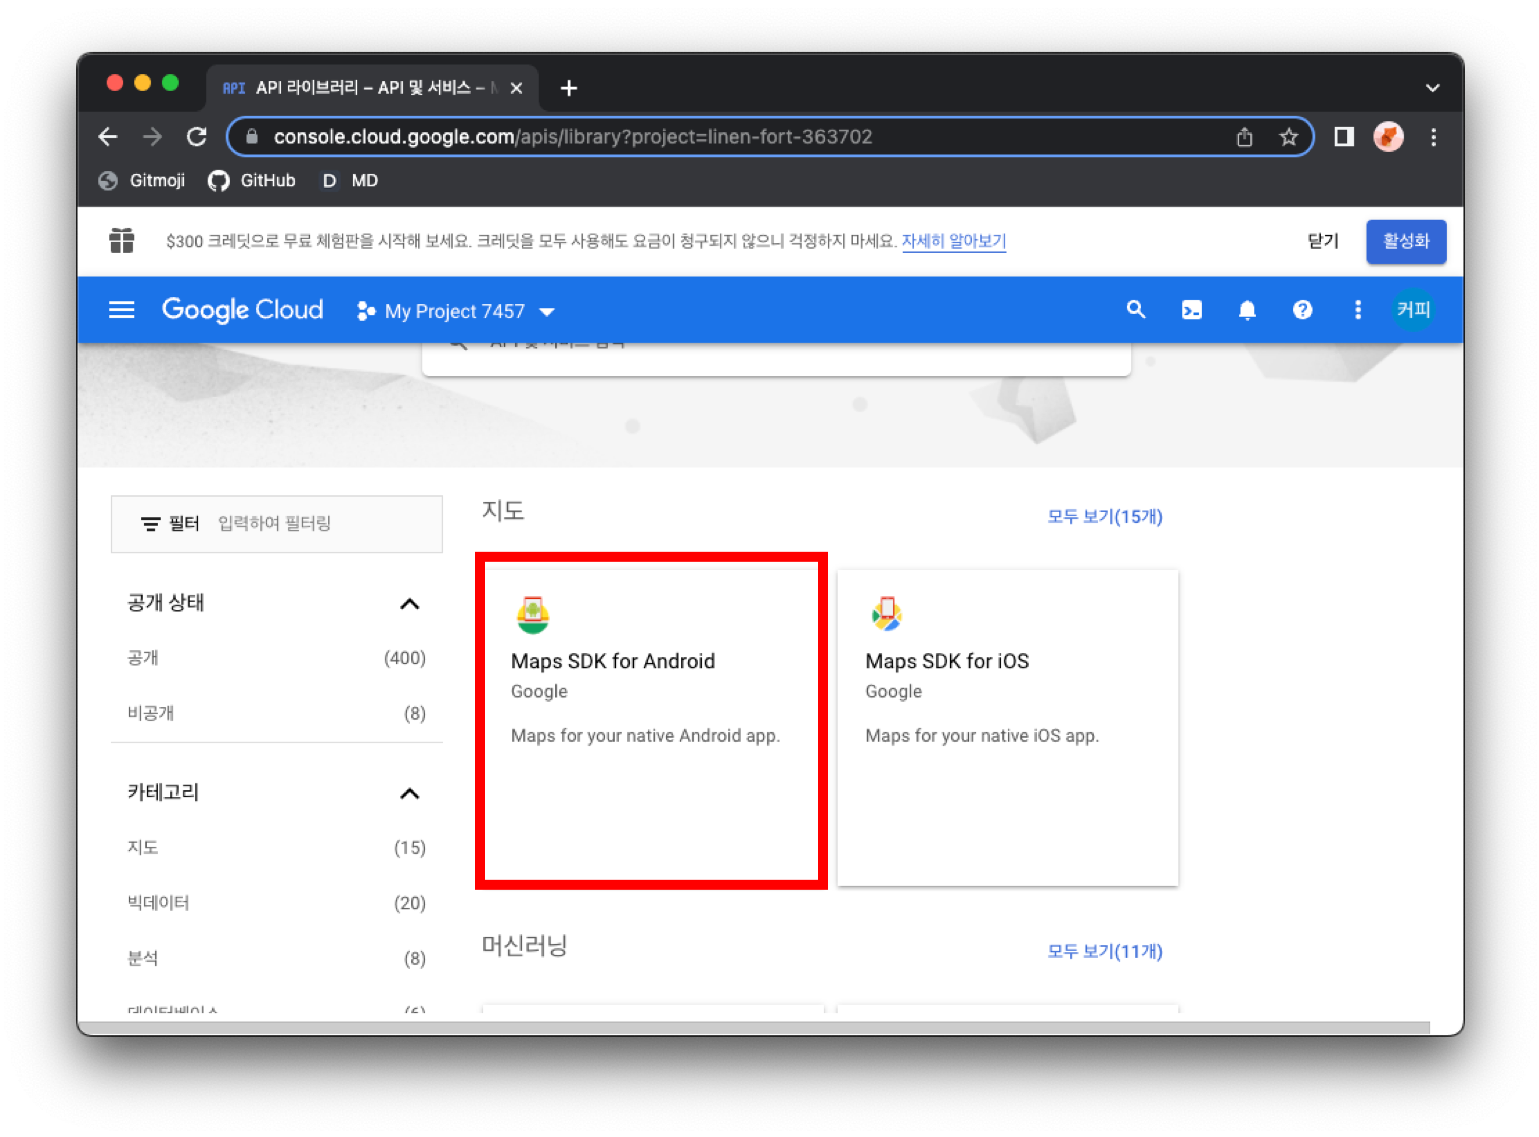 API API 라이브러리 – API 및 서비스 –
console.cloud.google.com/apis/library?project=linen-fort-363702
Gitmoji GitHub D MD
$300 크레딧으로 무료 체험판을 시작해 보세요. 크레딧을 모두 사용해도 요금이 청구되지 않으니 걱정하지 마세요. 자세히 알아보기 닫기 활성화
Google Cloud My Project 7457 커피
필터 입력하여 필터링
공개 상태
공개 (400)
비공개 (8)
카테고리
지도 (15)
빅데이터 (20)
분석 (8)
지도 모두 보기(15개)
Maps SDK for Android
Google
Maps for your native Android app.
Maps SDK for iOS
Google
Maps for your native iOS app.
머신러닝 모두 보기(11개)